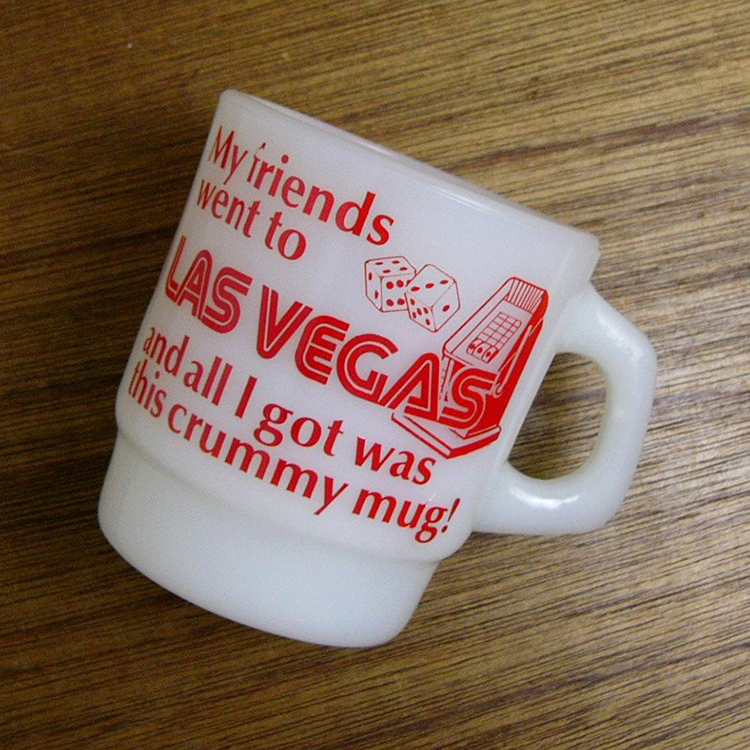 My friends
went to
LAS VEGAS
and all I got was
this crummy mug!